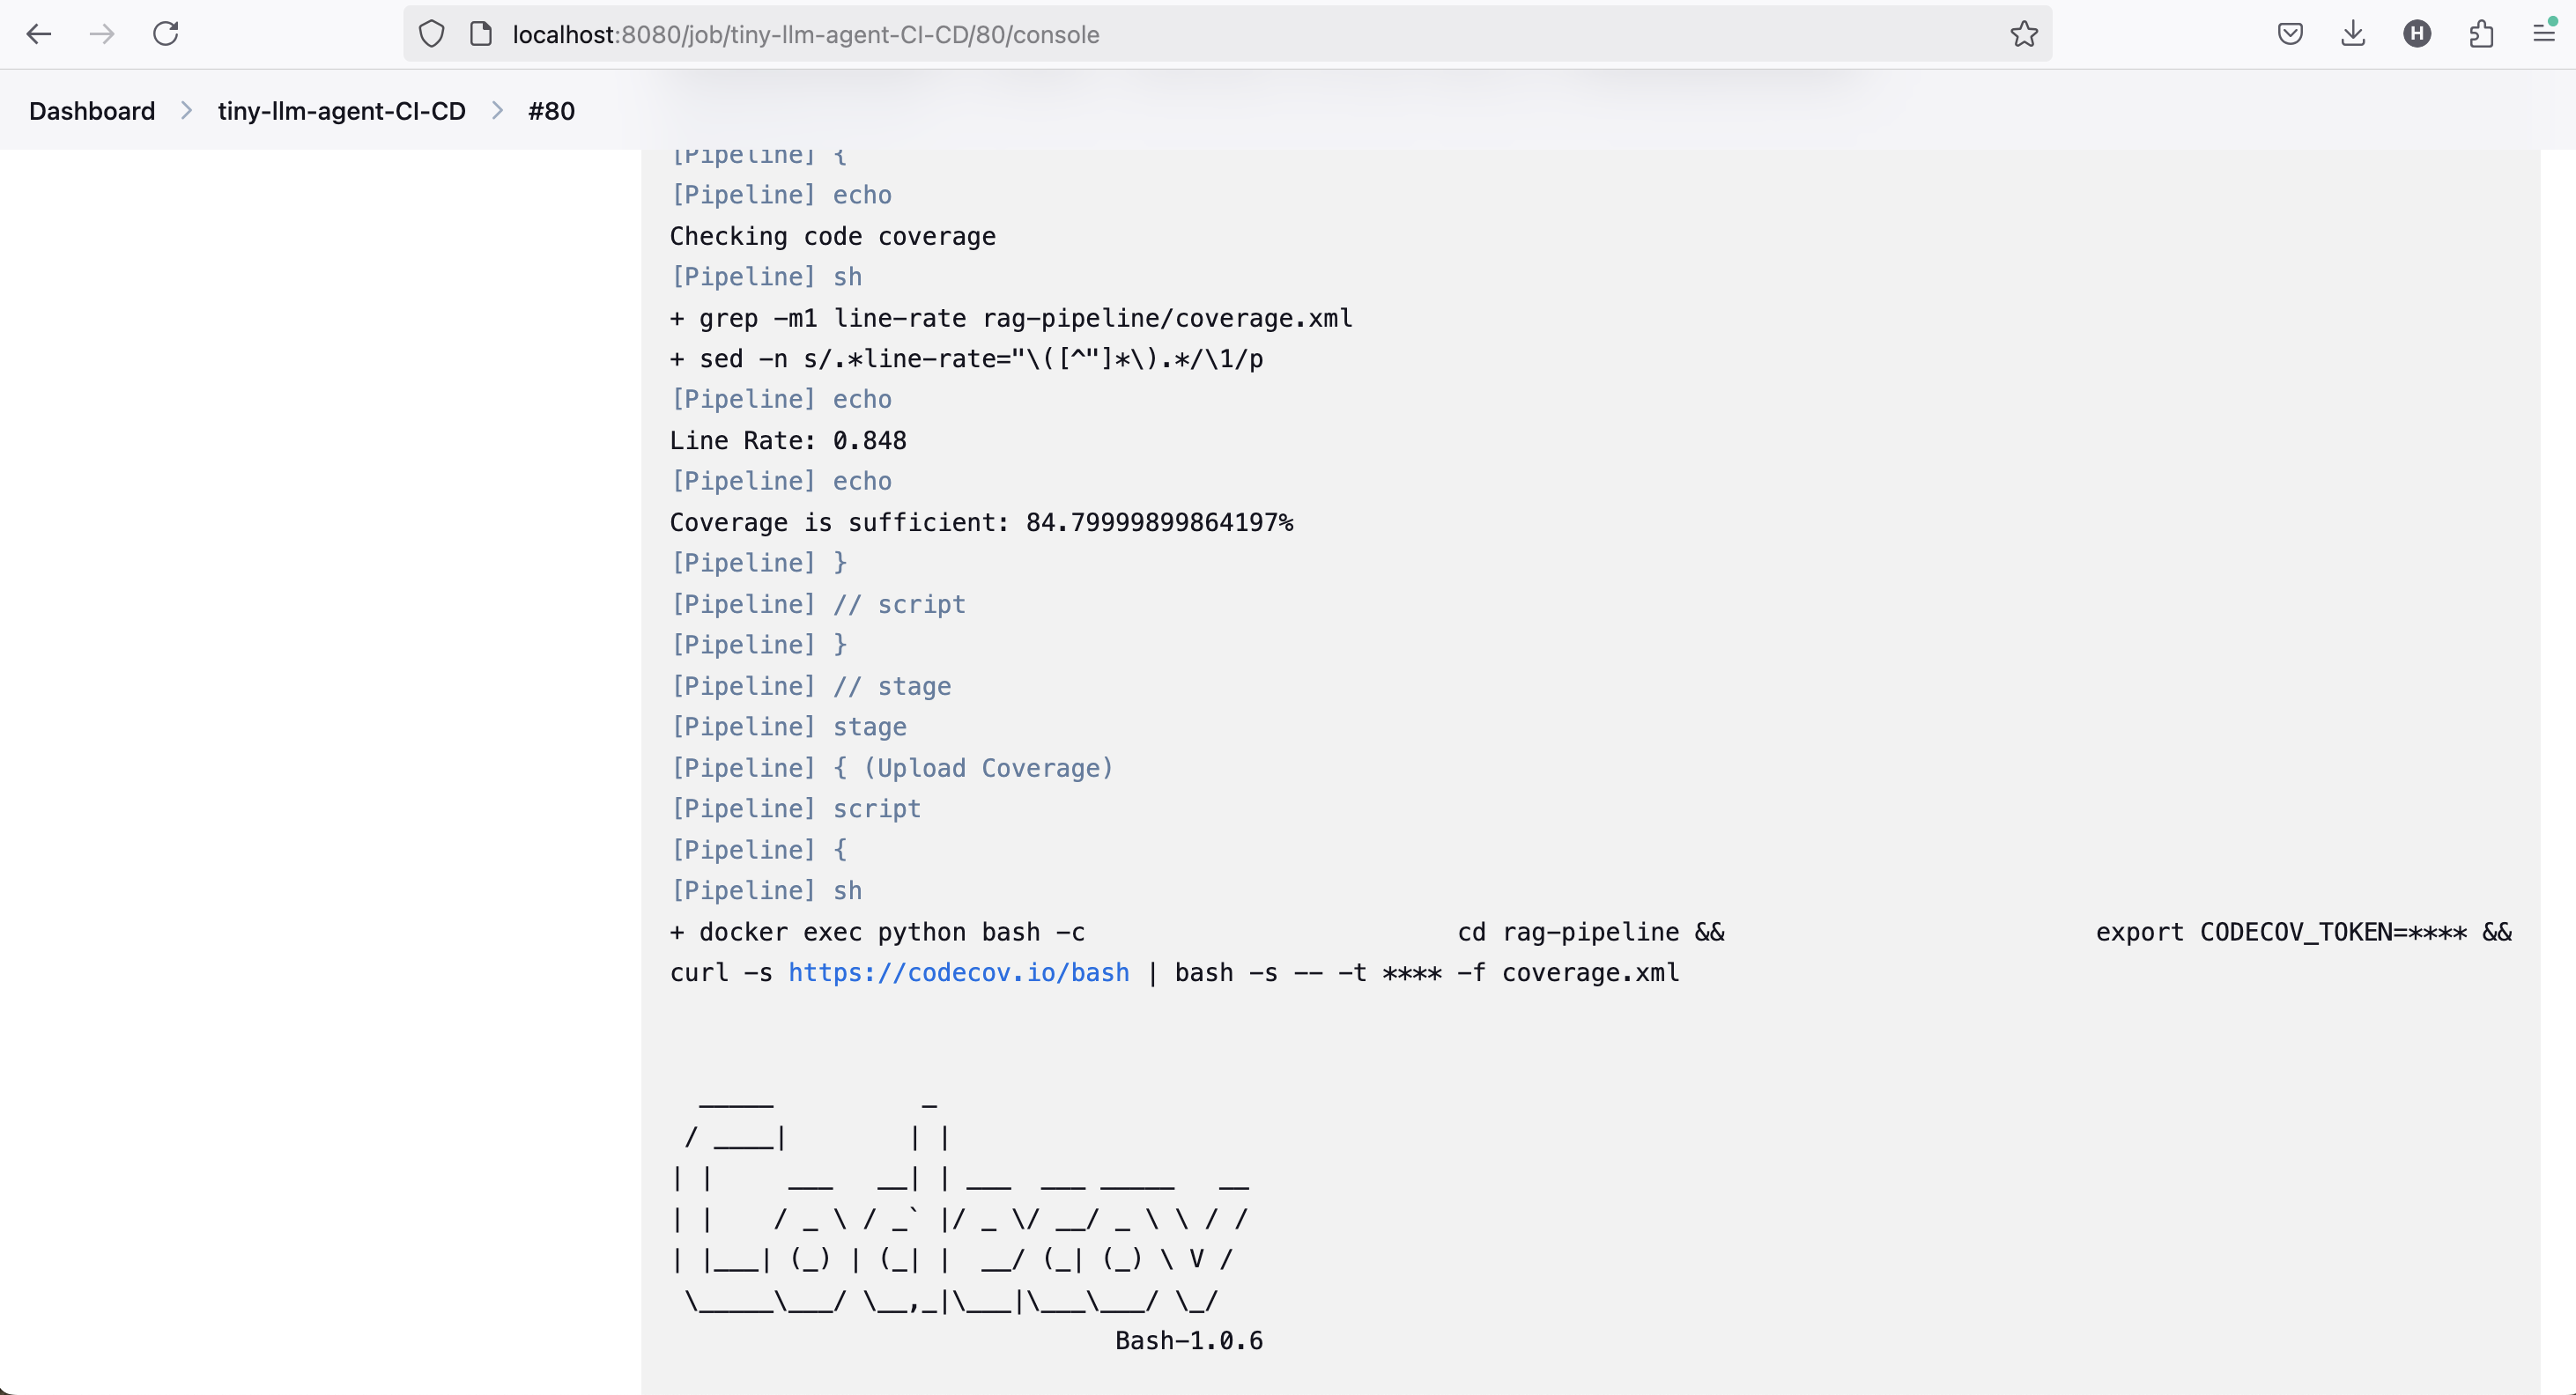 localhost:8080/job/tiny-llm-agent-CI-CD/80/console
H
Dashboard > tiny-llm-agent-CI-CD > #80
[Pipeline] {
[Pipeline] echo
Checking code coverage
[Pipeline] sh
+ grep -m1 line-rate rag-pipeline/coverage.xml
+ sed -n s/.*line-rate="\([^"]*\).*/\1/p
[Pipeline] echo
Line Rate: 0.848
[Pipeline] echo
Coverage is sufficient: 84.79999899864197%
[Pipeline] }
[Pipeline] // script
[Pipeline] }
[Pipeline] // stage
[Pipeline] stage
[Pipeline] { (Upload Coverage)
[Pipeline] script
[Pipeline] {
[Pipeline] sh
+ docker exec python bash -c                         cd rag-pipeline &&                         export CODECOV_TOKEN=**** &&
curl -s https://codecov.io/bash | bash -s -- -t **** -f coverage.xml
  _____          _
 / ____|        | |
| |     ___   __| | ___  ___ _____   __
| |    / _ \ / _` |/ _ \/ __/ _ \ \ / /
| |___| (_) | (_| |  __/ (_| (_) \ V /
 \_____\___/ \__,_|\___|\___\___/ \_/
                              Bash-1.0.6